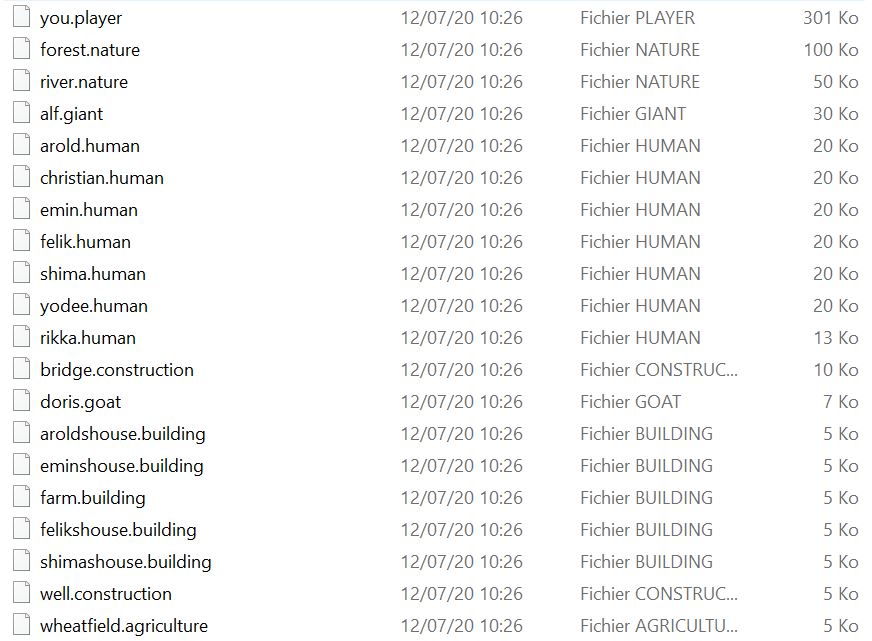 you.player 12/07/20 10:26 Fichier PLAYER 301 Ko
forest.nature 12/07/20 10:26 Fichier NATURE 100 Ko
river.nature 12/07/20 10:26 Fichier NATURE 50 Ko
alf.giant 12/07/20 10:26 Fichier GIANT 30 Ko
arold.human 12/07/20 10:26 Fichier HUMAN 20 Ko
christian.human 12/07/20 10:26 Fichier HUMAN 20 Ko
emin.human 12/07/20 10:26 Fichier HUMAN 20 Ko
felik.human 12/07/20 10:26 Fichier HUMAN 20 Ko
shima.human 12/07/20 10:26 Fichier HUMAN 20 Ko
yodee.human 12/07/20 10:26 Fichier HUMAN 20 Ko
rikka.human 12/07/20 10:26 Fichier HUMAN 13 Ko
bridge.construction 12/07/20 10:26 Fichier CONSTRUC... 10 Ko
doris.goat 12/07/20 10:26 Fichier GOAT 7 Ko
aroldshouse.building 12/07/20 10:26 Fichier BUILDING 5 Ko
eminshouse.building 12/07/20 10:26 Fichier BUILDING 5 Ko
farm.building 12/07/20 10:26 Fichier BUILDING 5 Ko
felikshouse.building 12/07/20 10:26 Fichier BUILDING 5 Ko
shimashouse.building 12/07/20 10:26 Fichier BUILDING 5 Ko
well.construction 12/07/20 10:26 Fichier CONSTRUC... 5 Ko
wheatfield.agriculture 12/07/20 10:26 Fichier AGRICULTU... 5 Ko